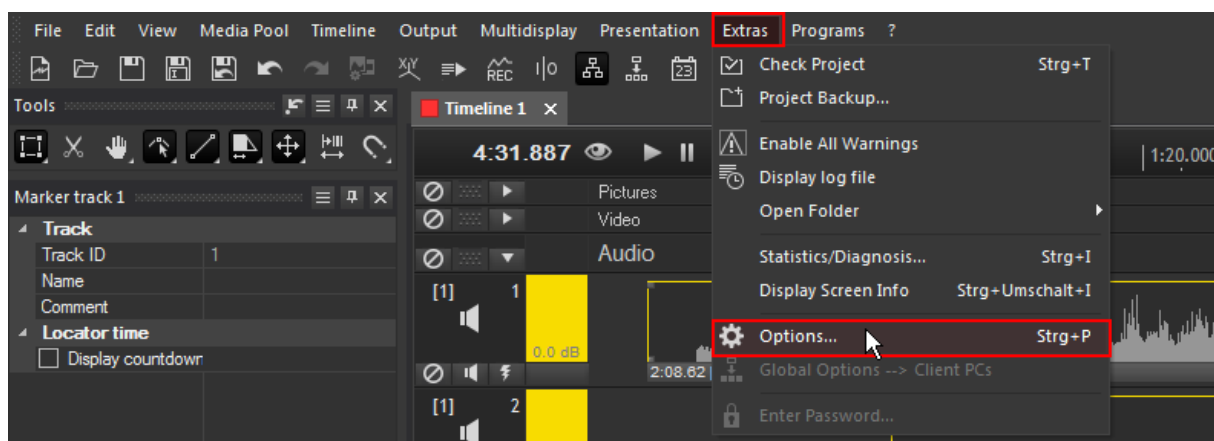 File Edit View Media Pool Timeline Output Multidisplay Presentation Extras Programs ?
REC
23
Check Project Strg+T
Project Backup...
Tools
Timeline 1
Enable All Warnings
4:31.887
1:20.000
Display log file
Marker track 1
Pictures
Open Folder
Track
Video
Track ID 1
Audio
Statistics/Diagnosis... Strg+I
Name
[1] 1
Display Screen Info Strg+Umschalt+I
Comment
Locator time
Options... Strg+P
Display countdown
0.0 dB
2:08.62
Global Options --> Client PCs
[1] 2
Enter Password...